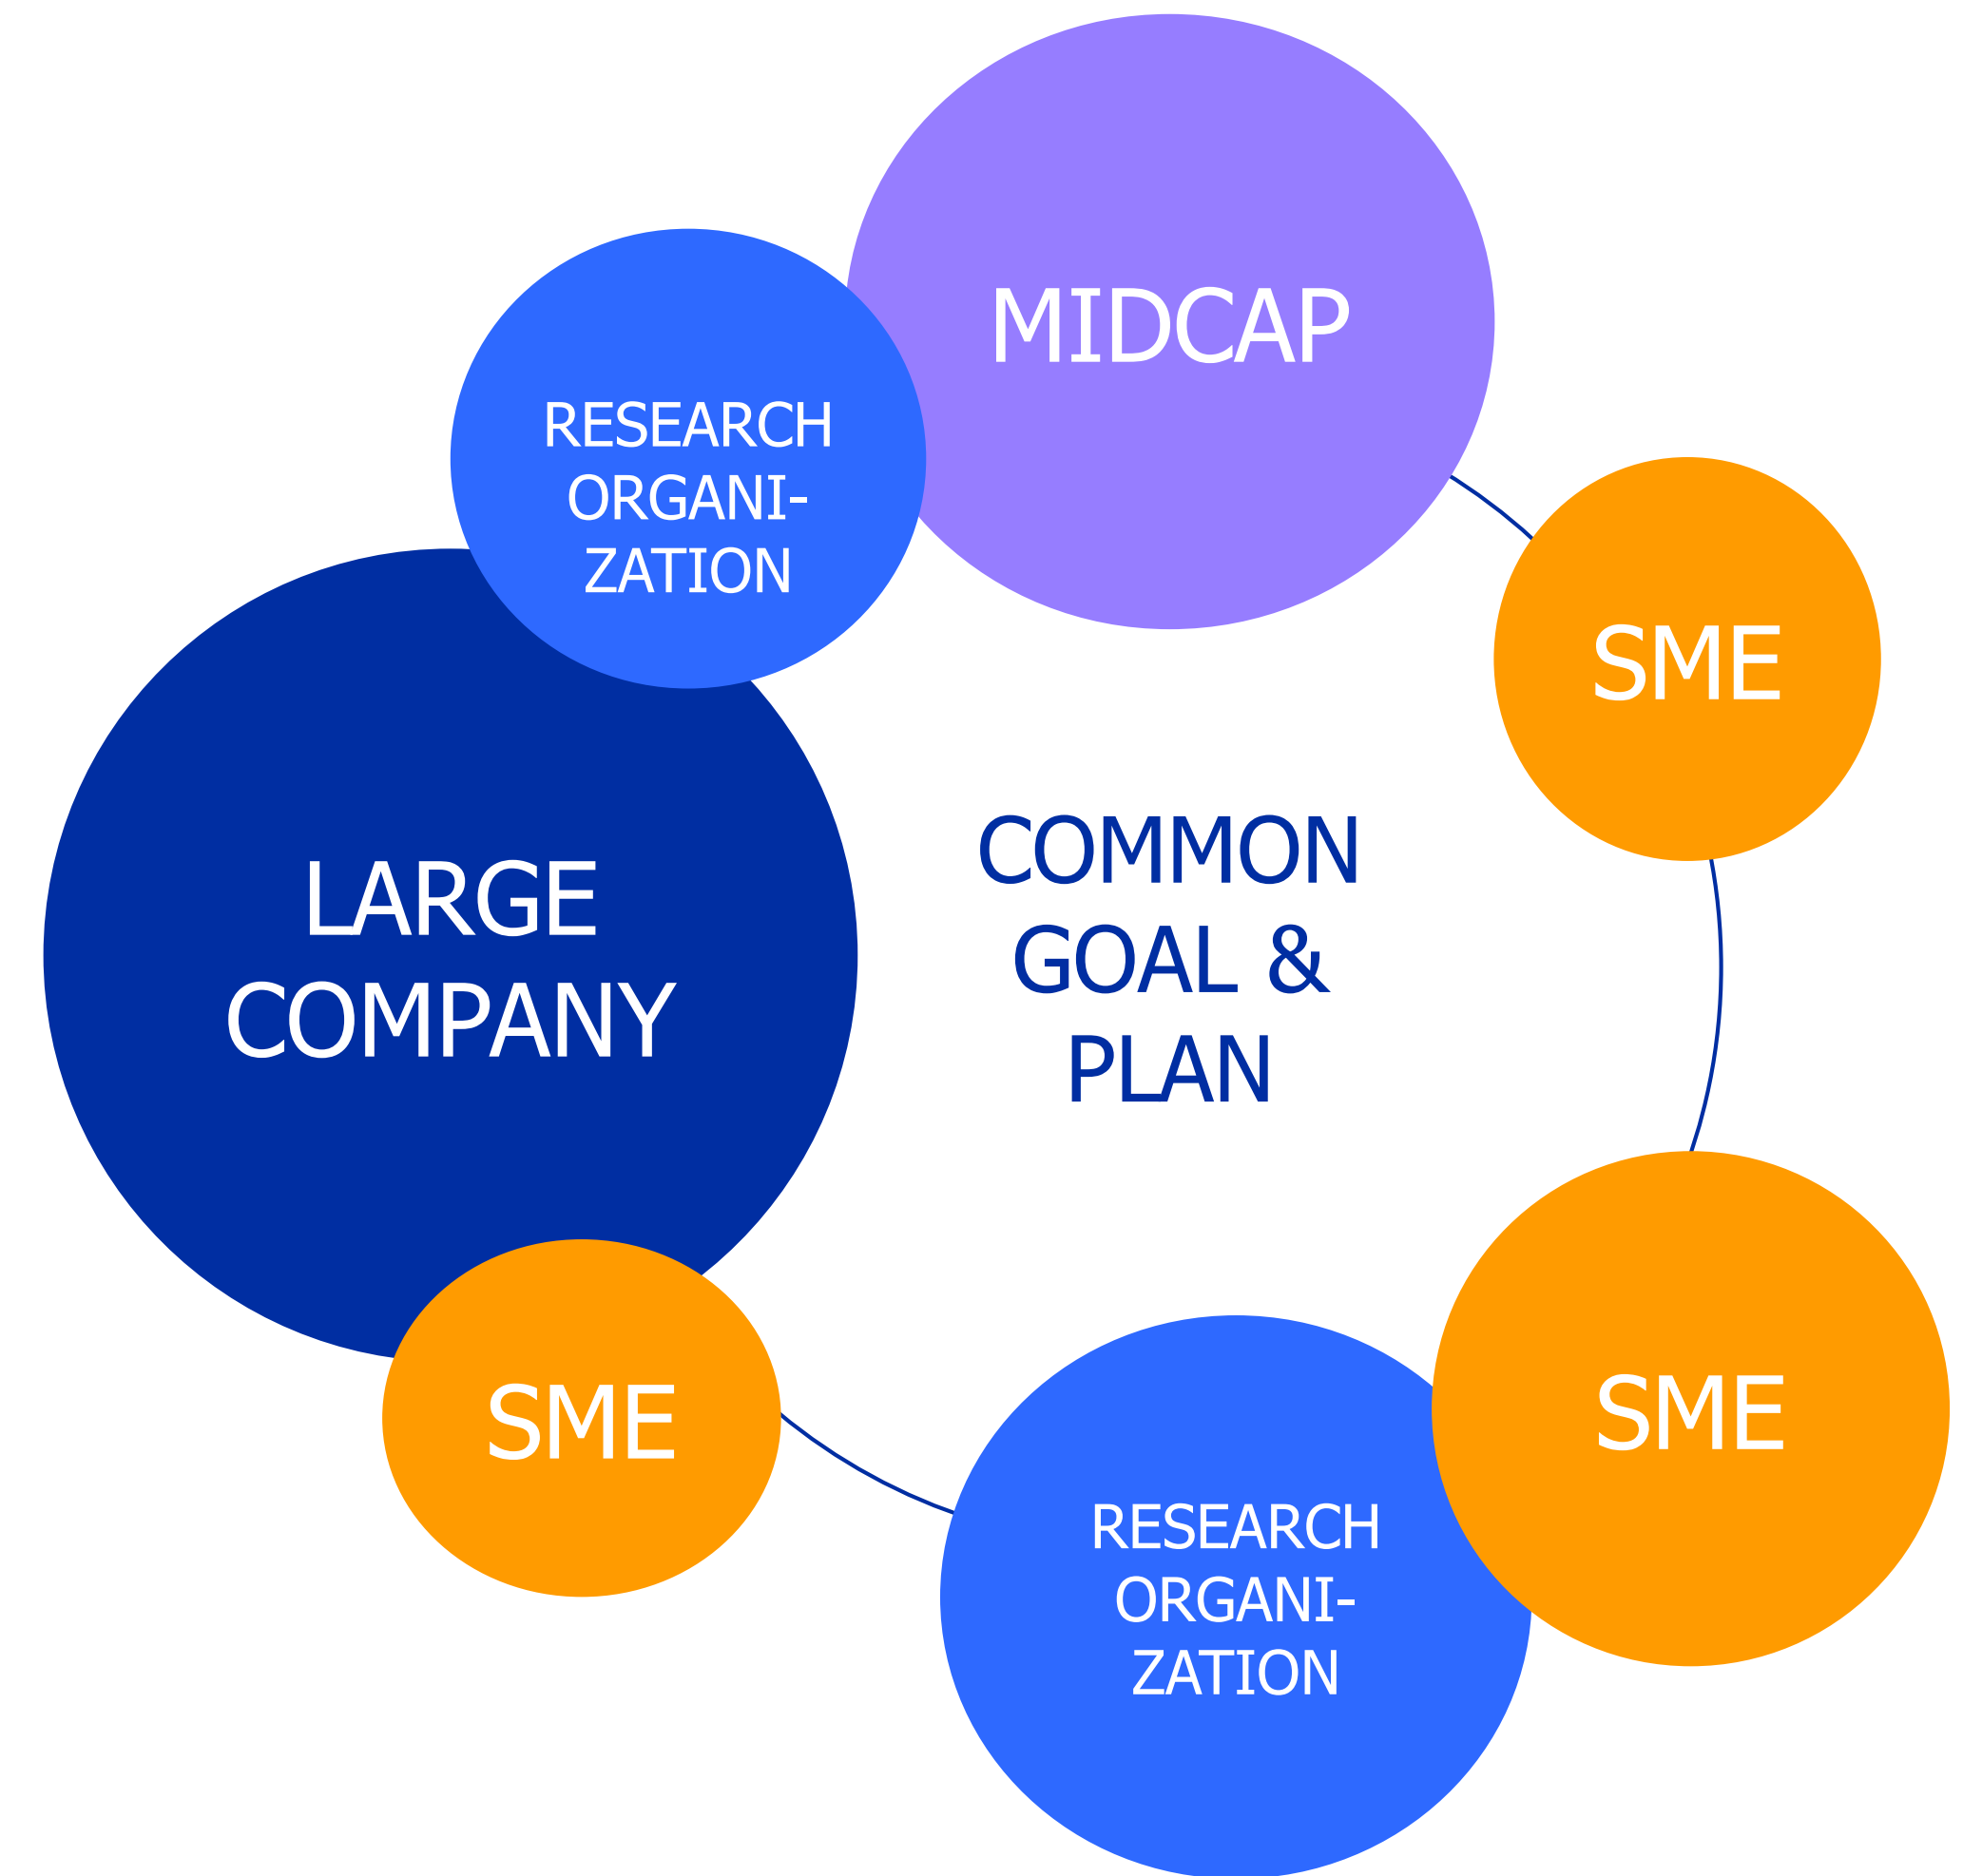 MIDCAP
RESEARCH
ORGANI-
ZATION
SME
LARGE
COMPANY
COMMON
GOAL &
PLAN
SME
SME
RESEARCH
ORGANI-
ZATION